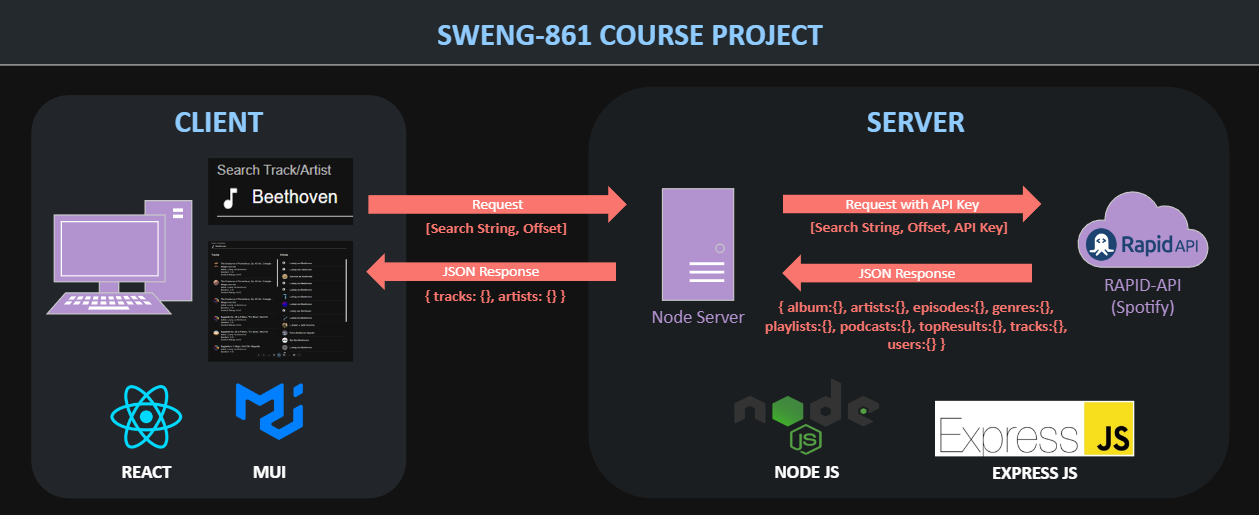 SWENG-861 COURSE PROJECT
CLIENT
Search Track/Artist
Beethoven
REACT
MUI
Request
[Search String, Offset]
JSON Response
{ tracks: {}, artists: {} }
SERVER
Node Server
Request with API Key
[Search String, Offset, API Key]
JSON Response
{ album:{}, artists:{}, episodes:{}, genres:{},
playlists:{}, podcasts:{}, topResults:{}, tracks:{},
users:{} }
Rapid API
RAPID-API
(Spotify)
node
JS
NODE JS
Express JS
EXPRESS JS